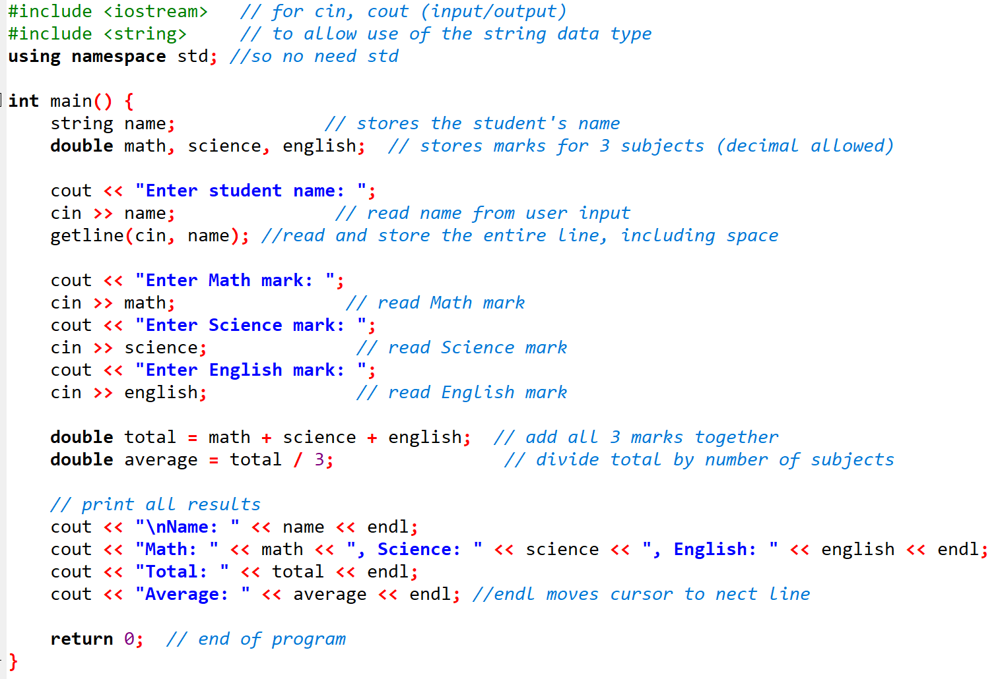 #include <iostream>   // for cin, cout (input/output)
#include <string>     // to allow use of the string data type
using namespace std; //so no need std
int main() {
    string name;              // stores the student's name
    double math, science, english;  // stores marks for 3 subjects (decimal allowed)
    cout << "Enter student name: ";
    cin >> name;               // read name from user input
    getline(cin, name); //read and store the entire line, including space
    cout << "Enter Math mark: ";
    cin >> math;                // read Math mark
    cout << "Enter Science mark: ";
    cin >> science;              // read Science mark
    cout << "Enter English mark: ";
    cin >> english;              // read English mark
    double total = math + science + english;  // add all 3 marks together
    double average = total / 3;                // divide total by number of subjects
    // print all results
    cout << "\nName: " << name << endl;
    cout << "Math: " << math << ", Science: " << science << ", English: " << english << endl;
    cout << "Total: " << total << endl;
    cout << "Average: " << average << endl; //endl moves cursor to nect line
    return 0;  // end of program
}